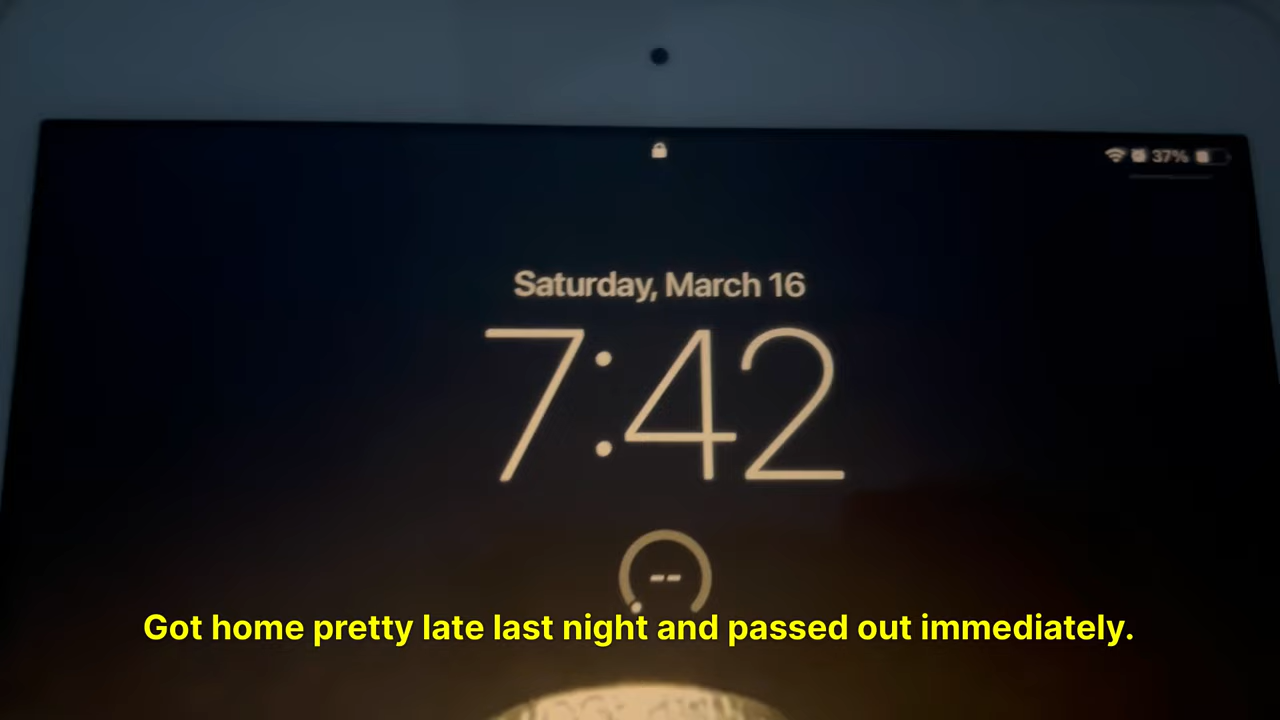 37%
Saturday, March 16
7:42
--
Got home pretty late last night and passed out immediately.